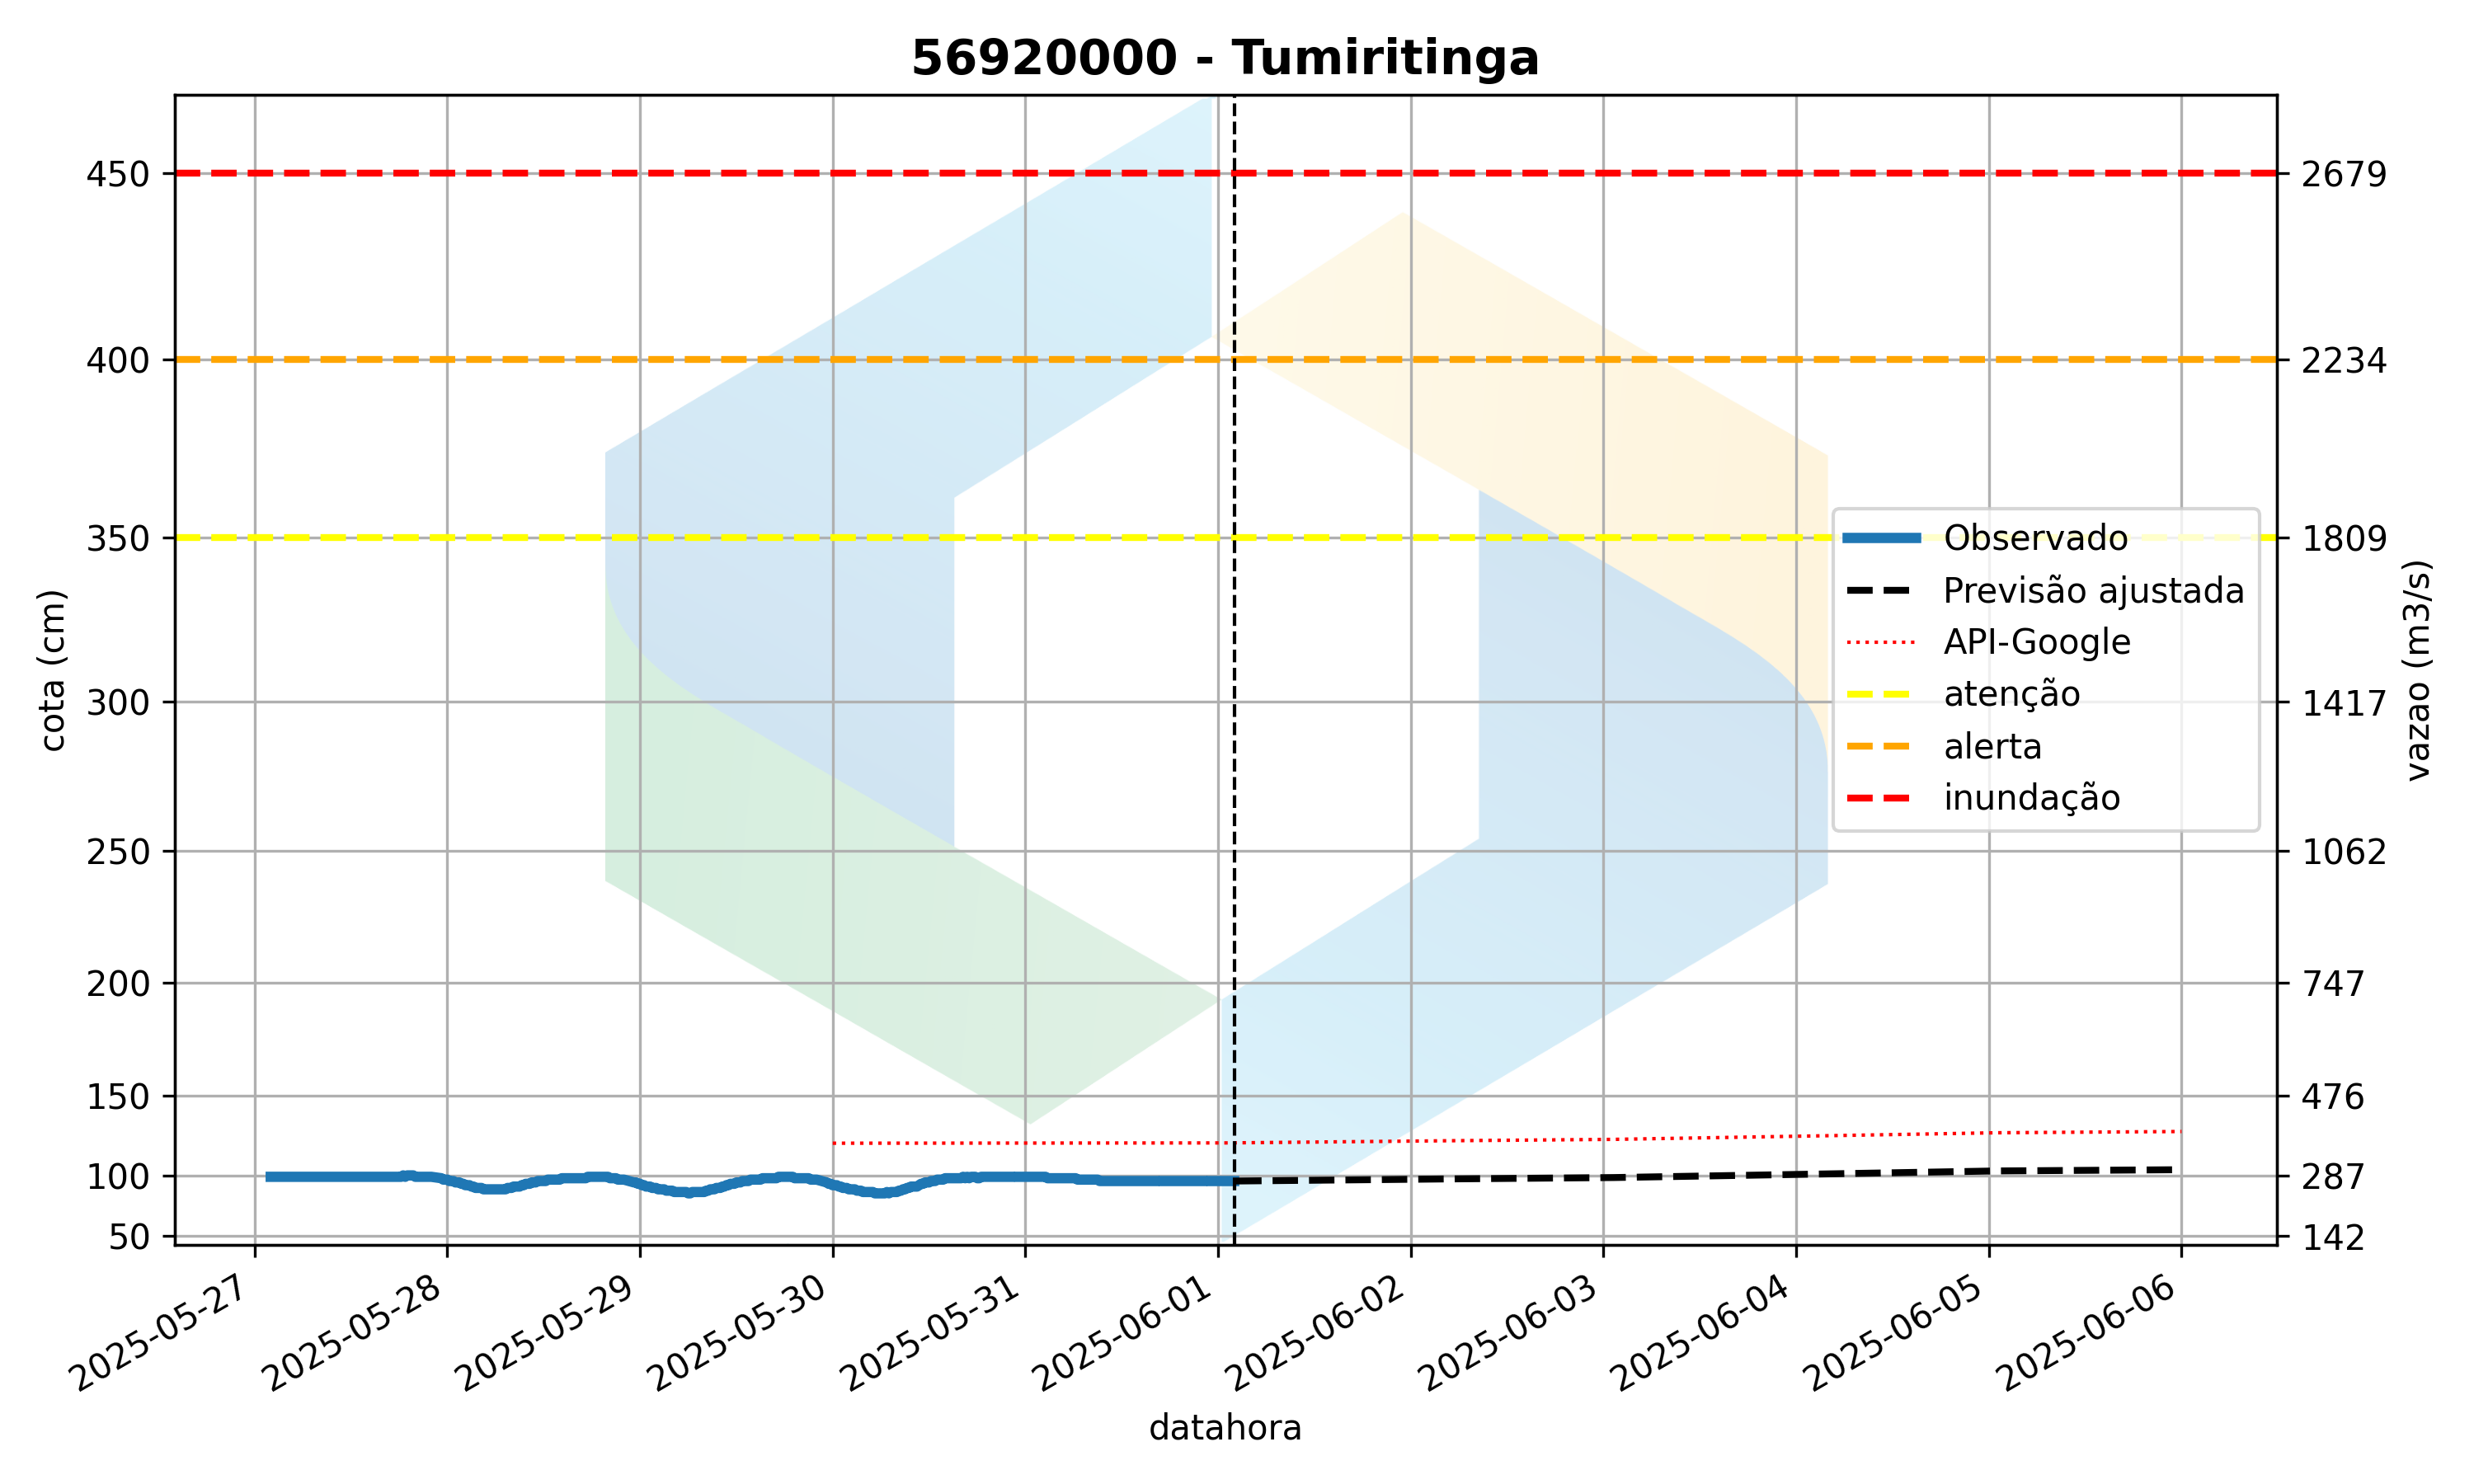 56920000 - Tumiritinga
450
400
350
300
250
200
150
100
50
cota (cm)
2679
2234
1809
1417
1062
747
476
287
142
vazao (m3/s)
Observado
Previsão ajustada
API-Google
atenção
alerta
inundação
2025-05-27
2025-05-28
2025-05-29
2025-05-30
2025-05-31
2025-06-01
2025-06-02
2025-06-03
2025-06-04
2025-06-05
2025-06-06
datahora